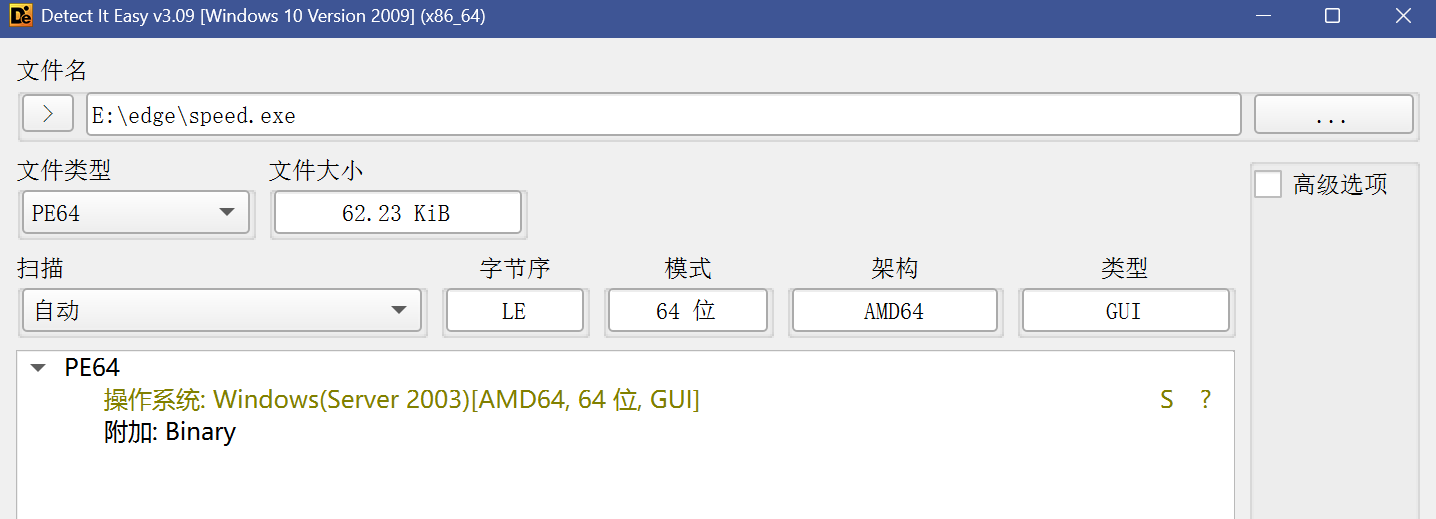 Detect It Easy v3.09 [Windows 10 Version 2009] (x86_64)
文件名
> E:\edge\speed.exe ...
文件类型 文件大小
PE64 62.23 KiB 高级选项
扫描 字节序 模式 架构 类型
自动 LE 64 位 AMD64 GUI
PE64
操作系统: Windows(Server 2003)[AMD64, 64 位, GUI] S ?
附加: Binary